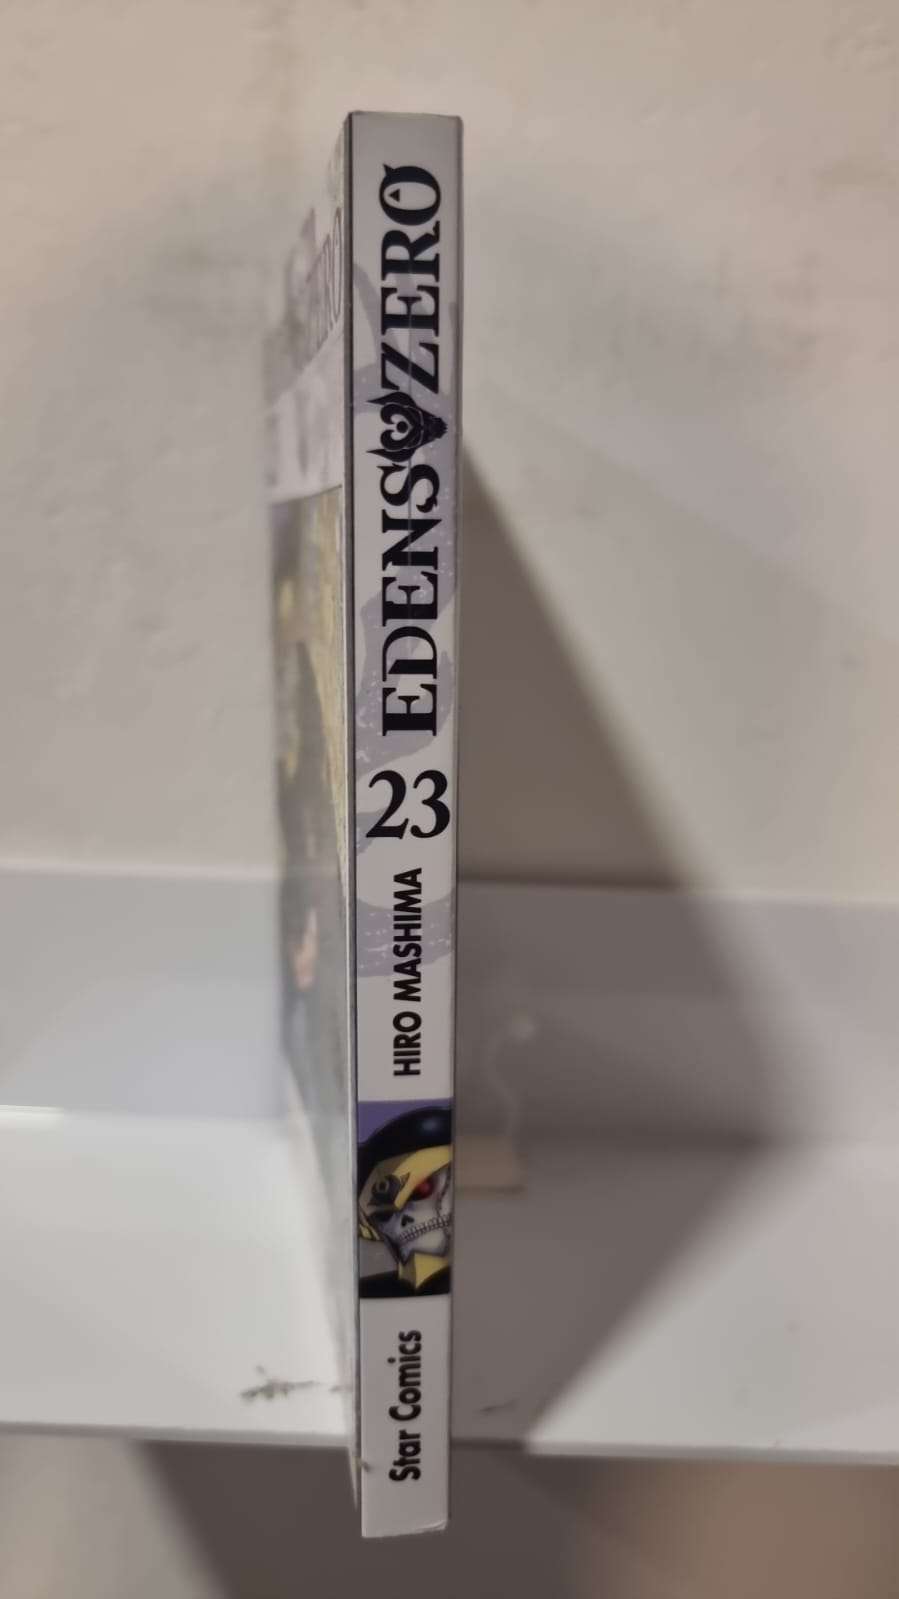 EDENS ZERO
23
HIRO MASHIMA
Star Comics